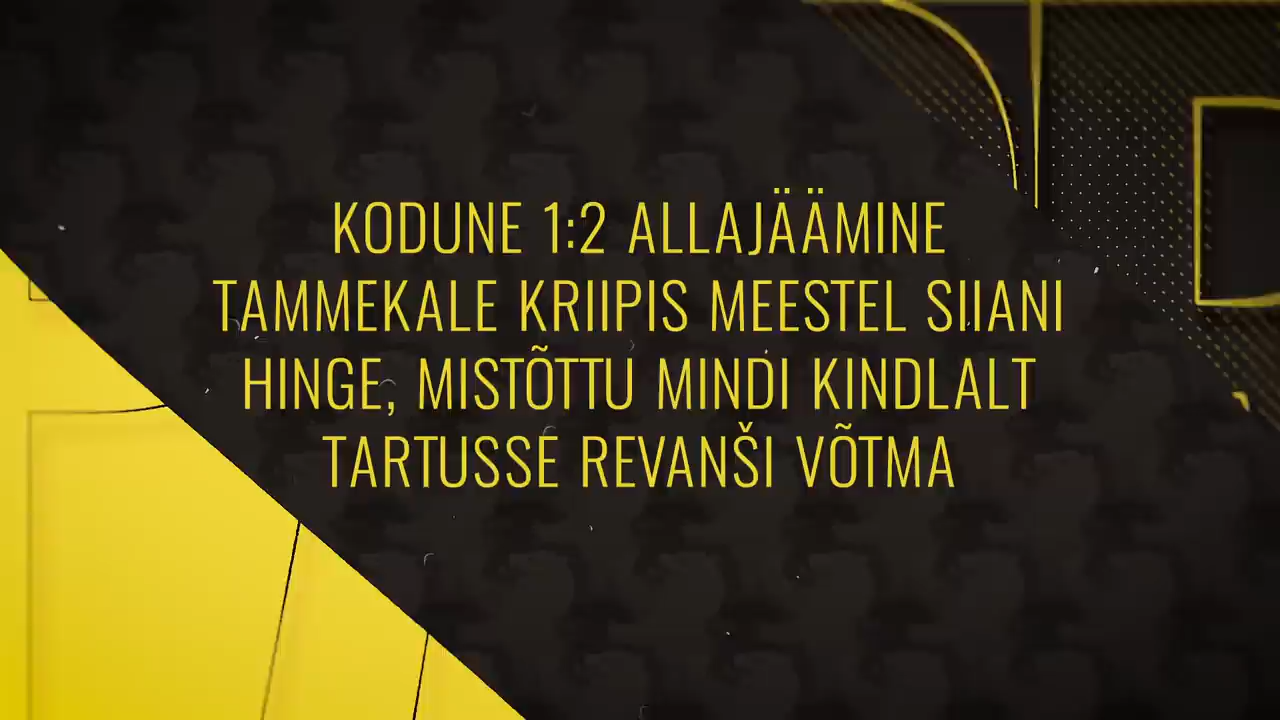 KODUNE 1:2 ALLAJÄÄMINE
TAMMEKALE KRIIPIS MEESTEL SIIANI
HINGE, MISTÕTTU MINDI KINDLALT
TARTUSSE REVANŠI VÕTMA